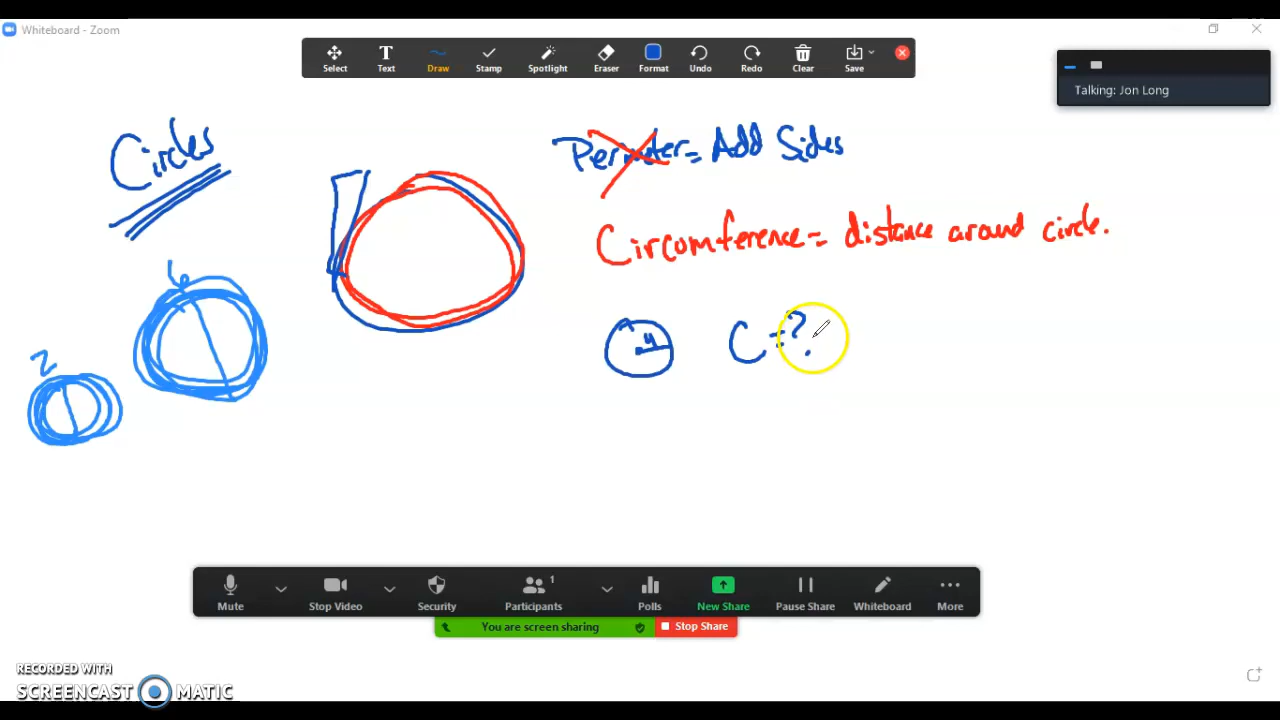 Whiteboard - Zoom
Select Text Draw Stamp Spotlight Eraser Format Undo Redo Clear Save
Talking: Jon Long
Circles
Perimeter = Add Sides
Circomference = distance around circle.
6
2
4
C = ?
Mute Stop Video Security Participants 1 Polls New Share Pause Share Whiteboard More
You are screen sharing Stop Share
RECORDED WITH
SCREENCAST MATIC